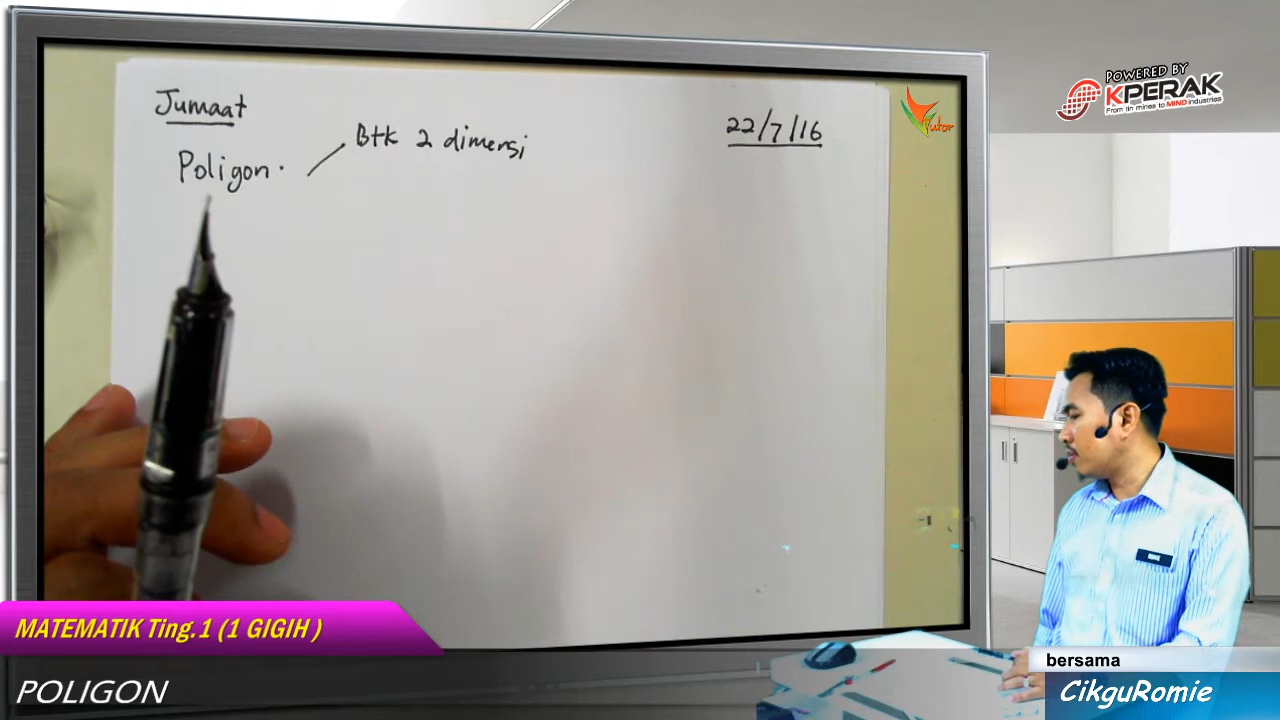 Jumaat
22/7/16
Poligon.
Btk 2 dimensi
Tutor
POWERED BY
KPERAK
From tin mines to MIND industries
MATEMATIK Ting.1 (1 GIGIH )
POLIGON
bersama
CikguRomie